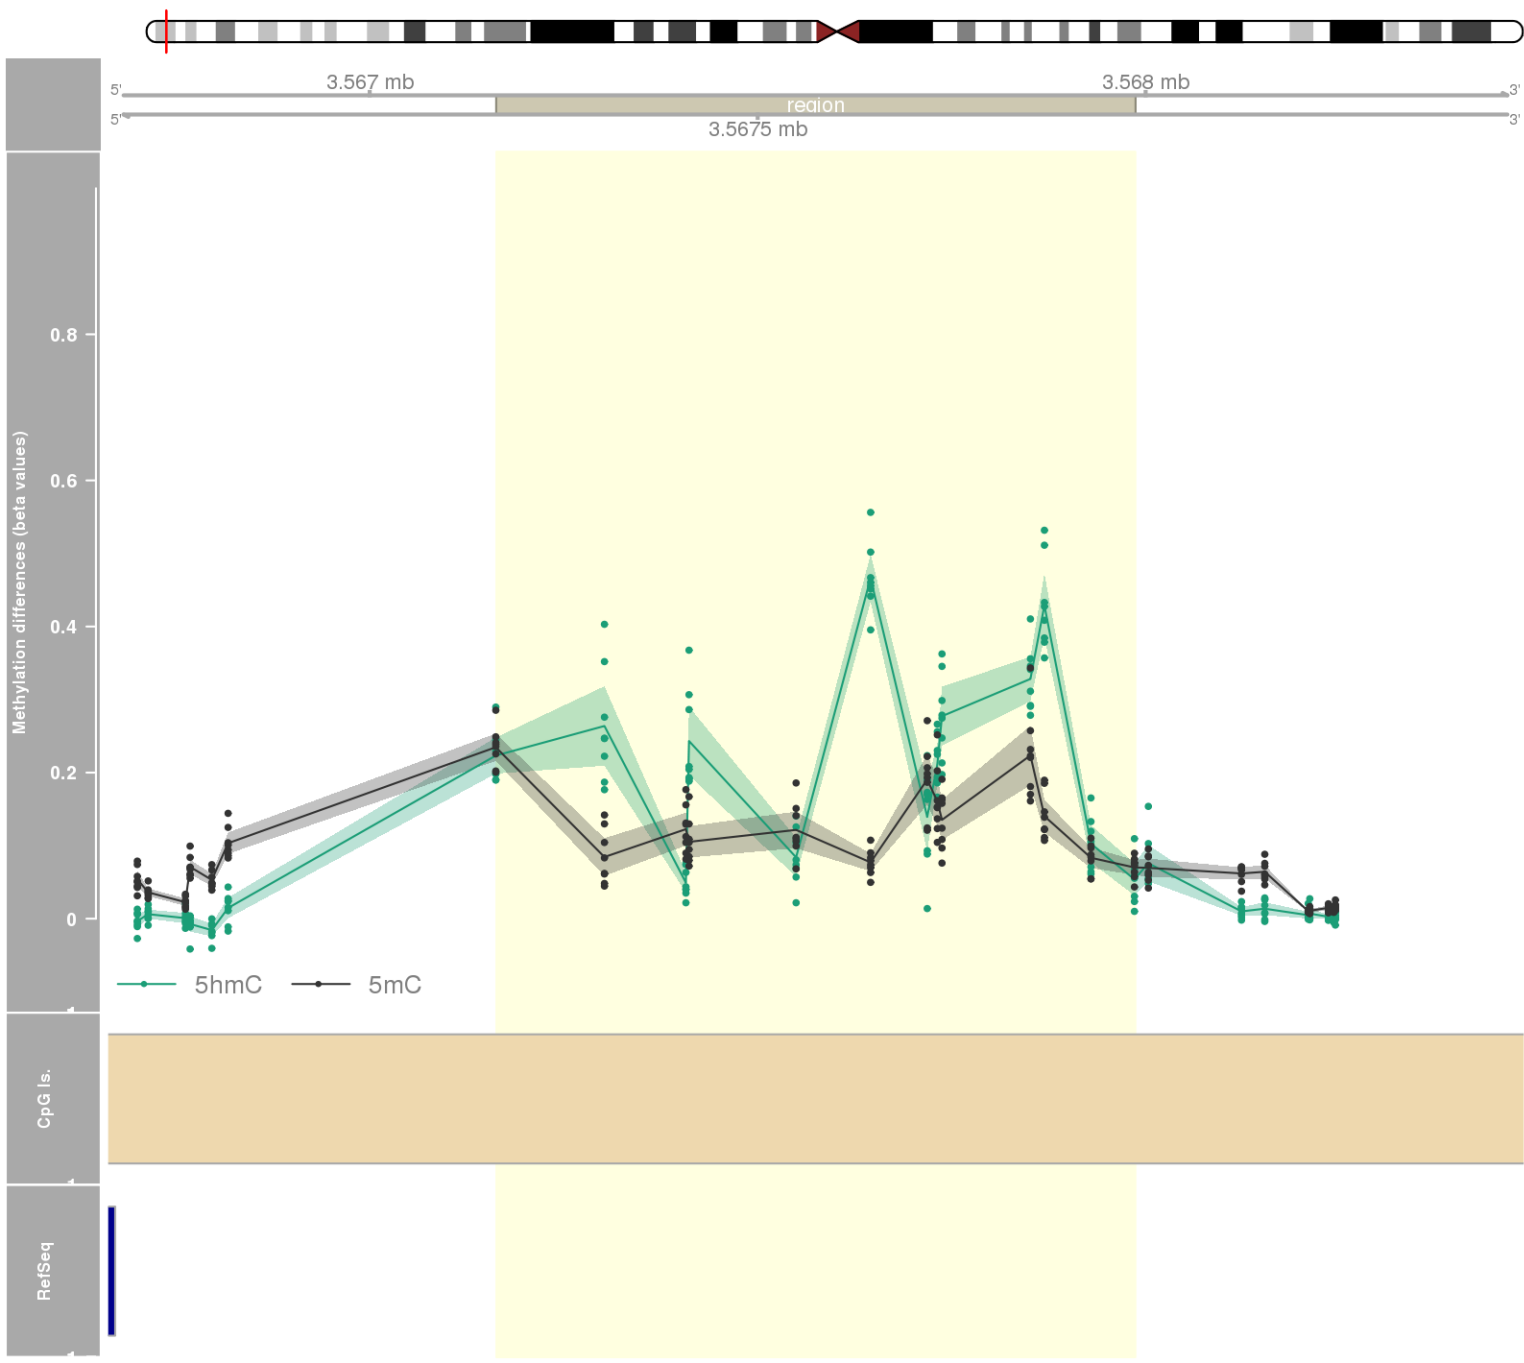 3.567 mb
3.568 mb
5'
3'
region
5'
3'
3.5675 mb
Methylation differences (beta values)
0.8
0.6
0.4
0.2
0
5hmC
5mC
CpG Is.
RefSeq